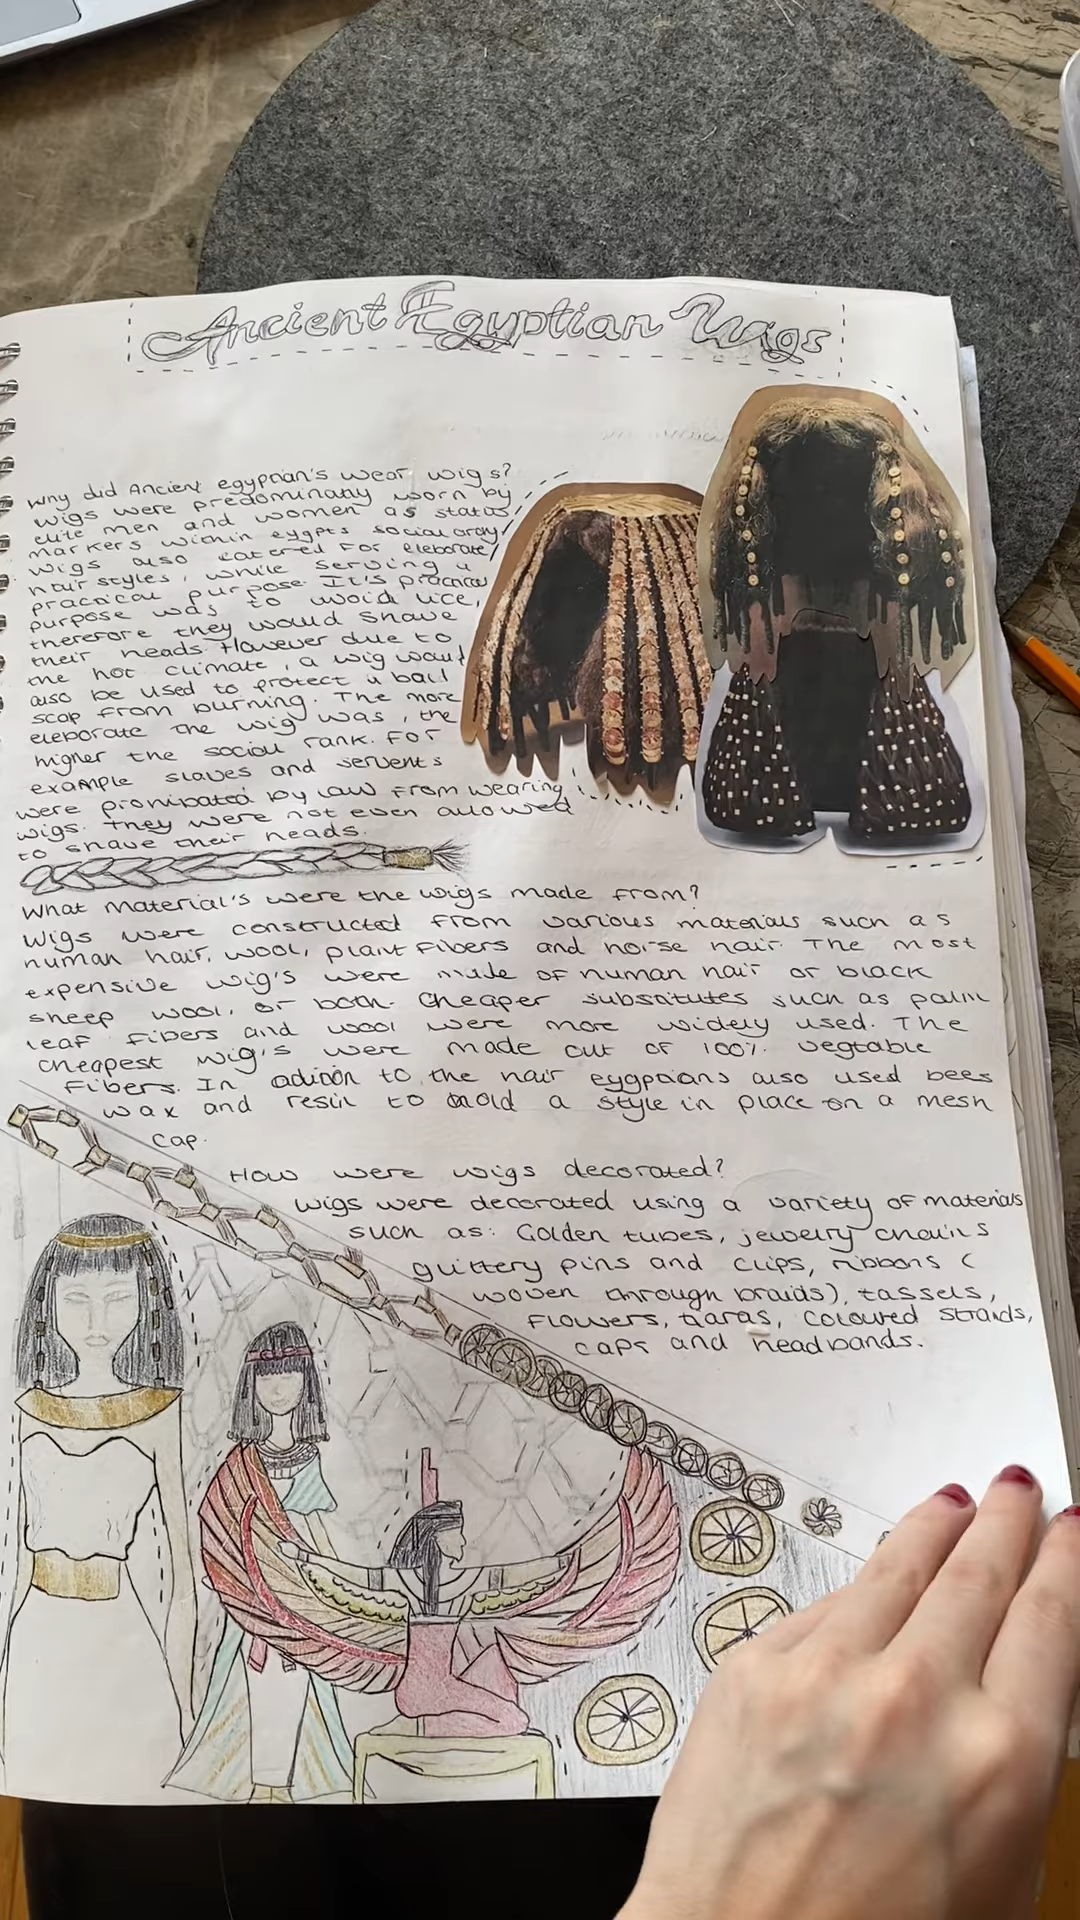 Ancient Egyptian Wigs
Why did Ancient egyptian's wear wigs?
wigs were predominatly worn by
elite men and women as status
markers within eygpts social array
wigs also catered for eleborate
hair styles, while serving a
practical purpose. It's practical
purpose was to avoid lice,
therefore they would shave
their heads. However due to
the hot climate, a wig would
also be used to protect a bald
scap from burning. The more
eleborate the wig was, the
higher the social rank. For
example slaves and servents
were prohibated by law from wearing
wigs. they were not even allowed
to shave their heads.
What Material's were the wigs made from?
Wigs were constructed from various materials such as
human hair, wool, plant fibers and horse hair. The most
expensive wig's were made of human hair or black
sheep wool, or both. Cheaper substitutes such as palm
leaf fibers and wool were more widely used. The
cheapest wig's were made out of 100% vegtable
fibers. In adition to the hair eygptians also used bees
wax and resin to mold a style in place on a mesh
cap.
How were wigs decorated?
Wigs were decorated using a variety of materials
such as: Golden tubes, jewelry chains
glittery pins and clips, ribbons (
woven through braids), tassels,
Flowers, tiaras, coloured strands,
caps and headbands.